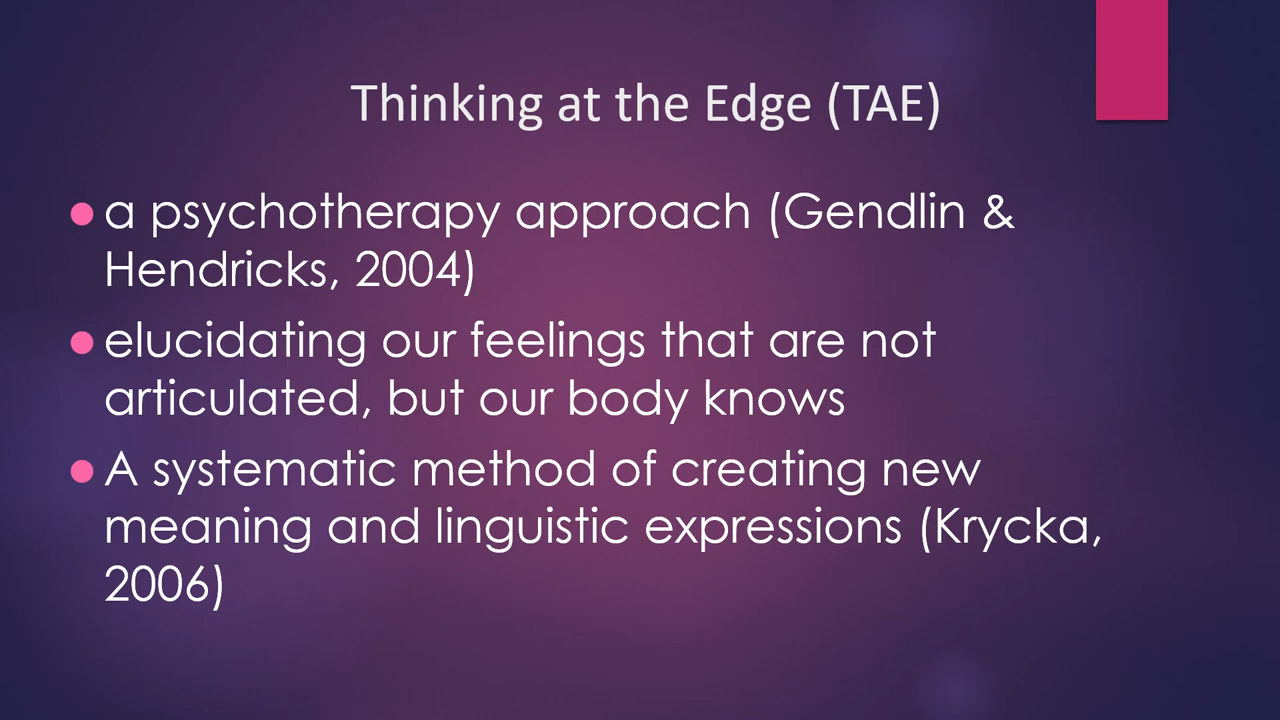 Thinking at the Edge (TAE)
a psychotherapy approach (Gendlin &
Hendricks, 2004)
elucidating our feelings that are not
articulated, but our body knows
A systematic method of creating new
meaning and linguistic expressions (Krycka,
2006)